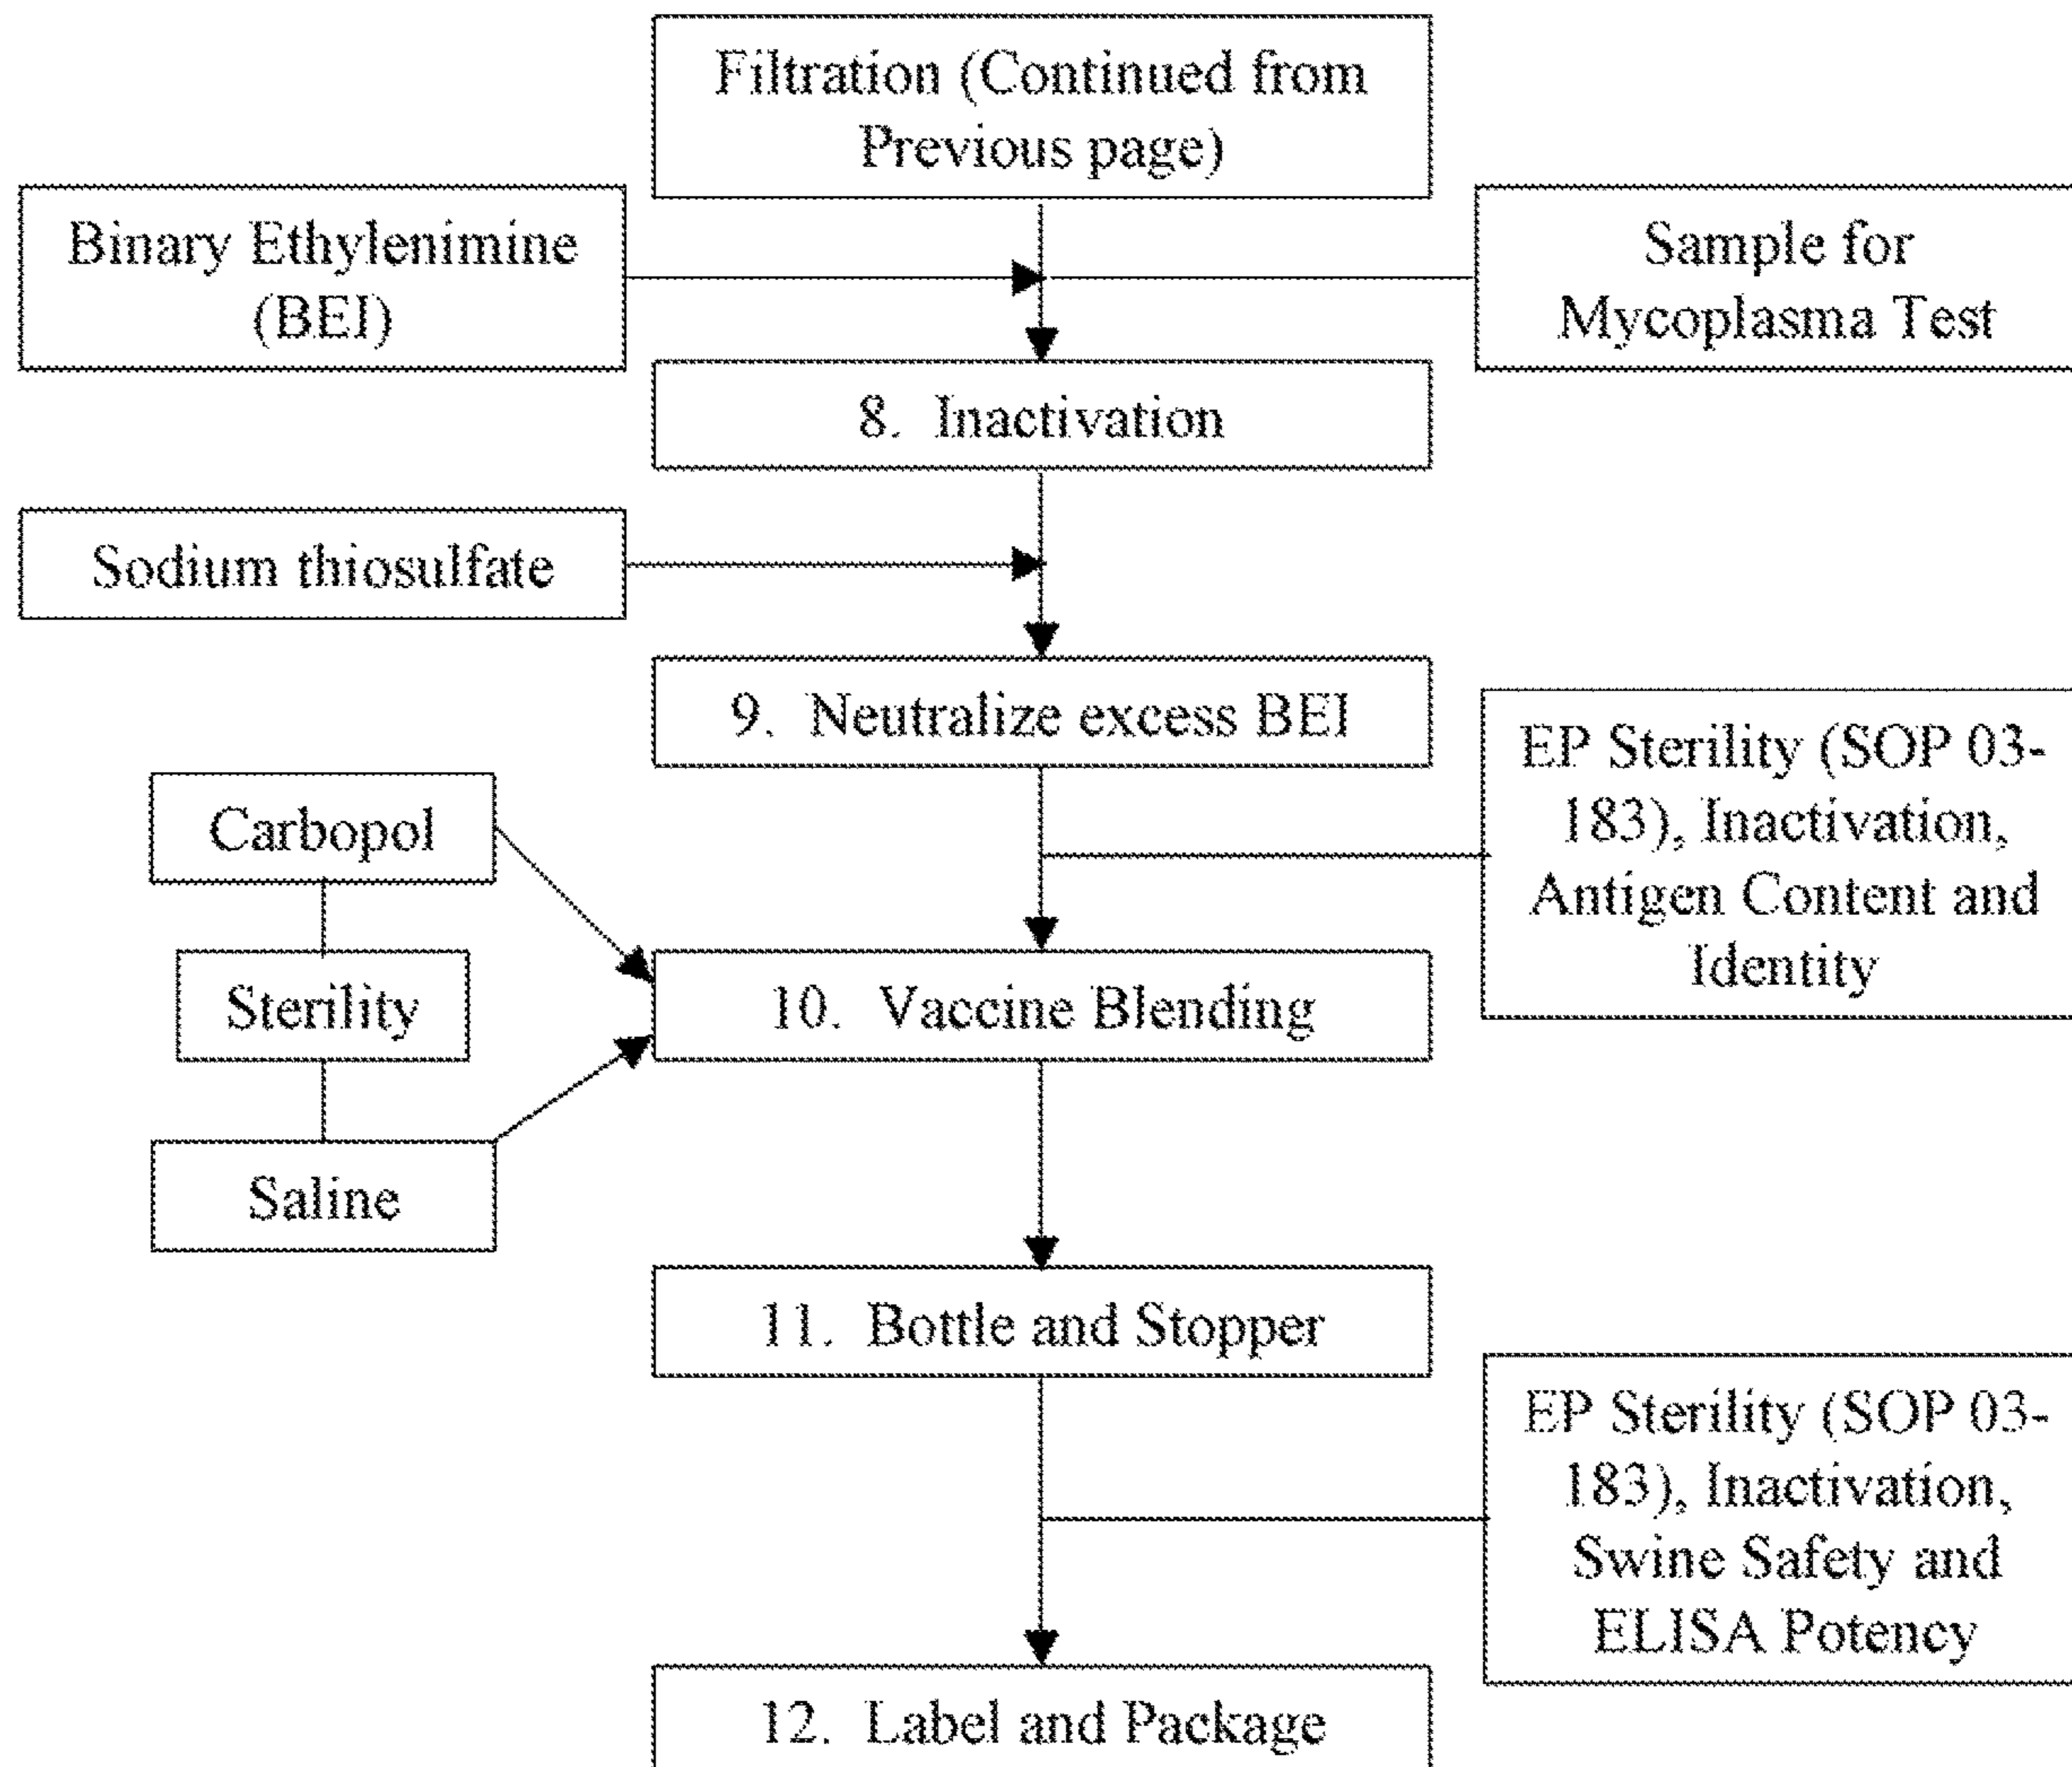 Filtration (Continued from
Previous page)
Binary Ethylenimine
(BEI)
Sample for
Mycoplasma Test
8. Inactivation
Sodium thiosulfate
9. Neutralize excess BEI
EP Sterility (SOP 03-
183), Inactivation,
Antigen Content and
Identity
Carbopol
Sterility
Saline
10. Vaccine Blending
11. Bottle and Stopper
EP Sterility (SOP 03-
183), Inactivation,
Swine Safety and
ELISA Potency
12. Label and Package